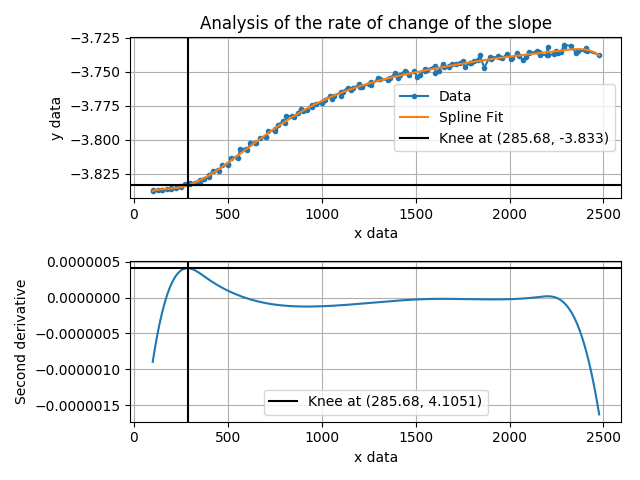 Analysis of the rate of change of the slope
−3.725
−3.750
−3.775
−3.800
−3.825
y data
Data
Spline Fit
Knee at (285.68, -3.833)
0
500
1000
1500
2000
2500
x data
0.0000005
0.0000000
−0.0000005
−0.0000010
−0.0000015
Second derivative
Knee at (285.68, 4.1051)
0
500
1000
1500
2000
2500
x data